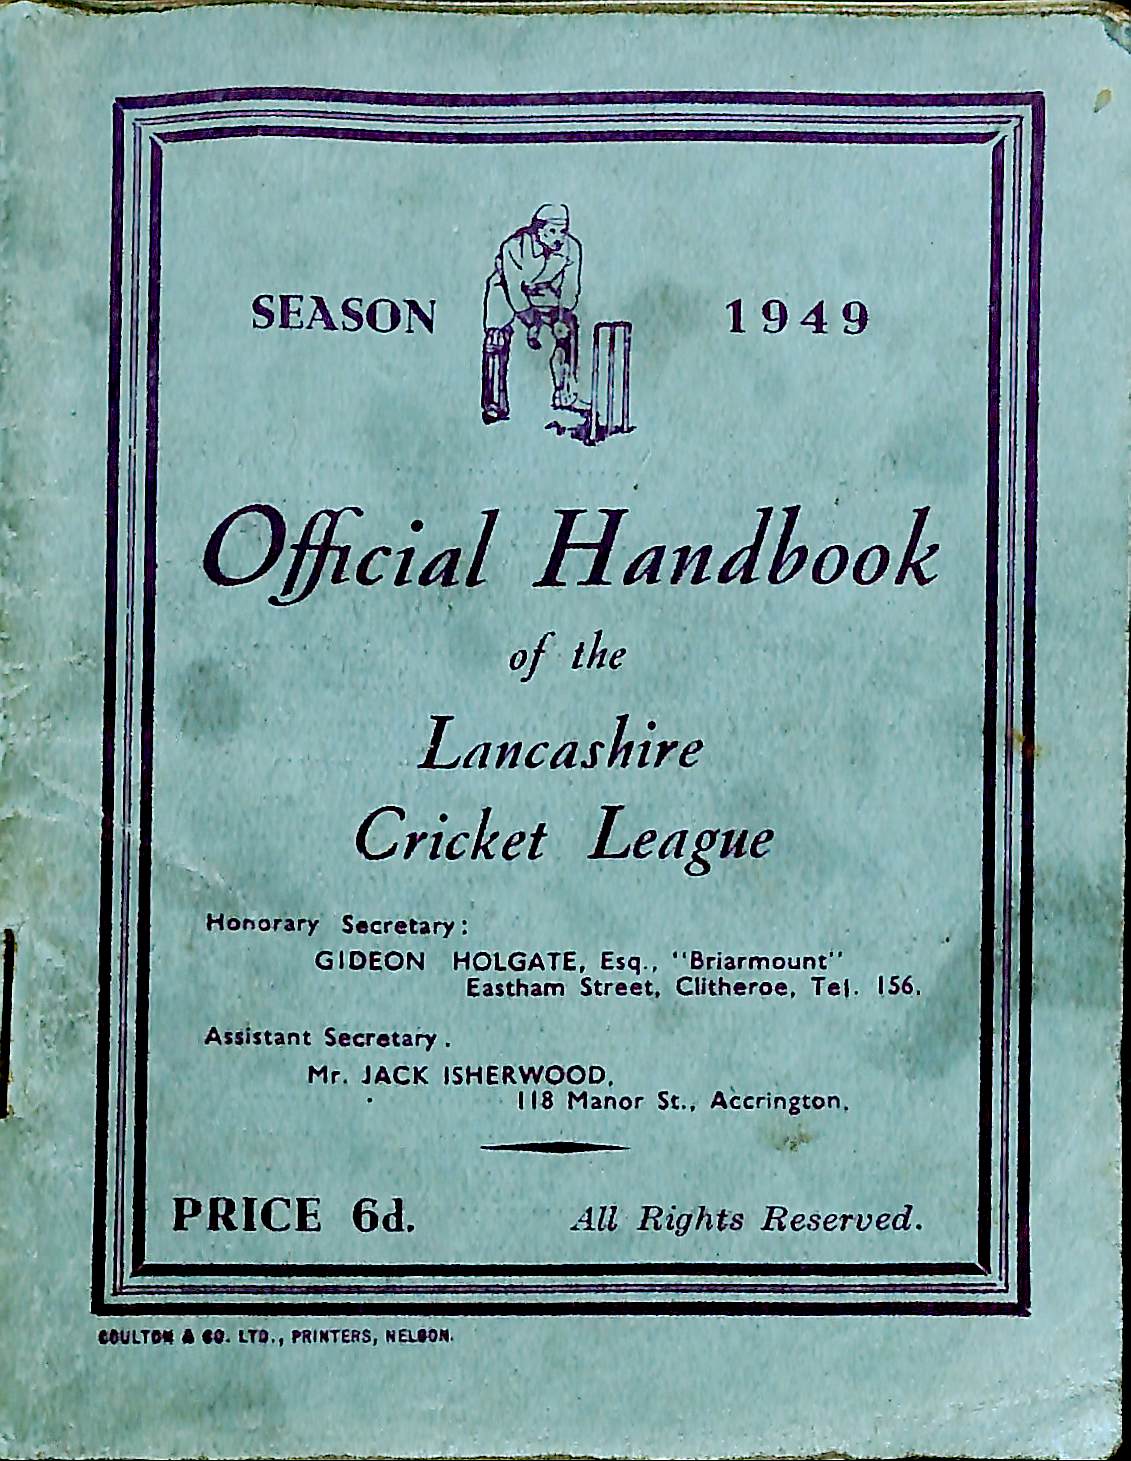 SEASON 1949
Official Handbook
of the
Lancashire
Cricket League
Honorary Secretary:
GIDEON HOLGATE, Esq., "Briarmount"
Eastham Street, Clitheroe, Tel. 156.
Assistant Secretary.
Mr. JACK ISHERWOOD,
118 Manor St., Accrington.
PRICE 6d. All Rights Reserved.
COULTON & CO. LTD., PRINTERS, NELSON.